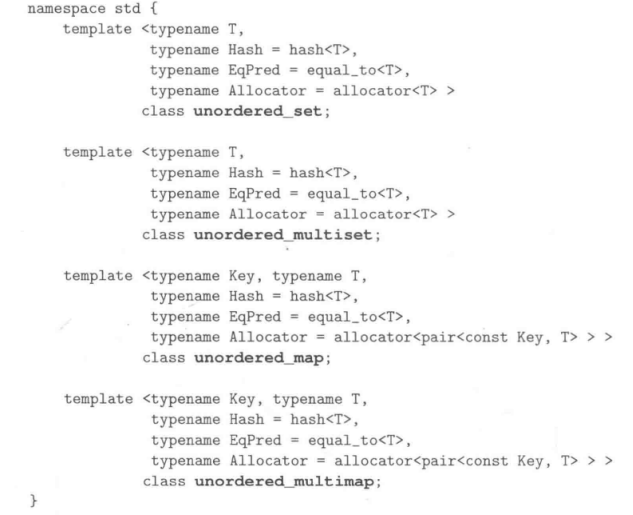 namespace std {
    template <typename T,
              typename Hash = hash<T>,
              typename EqPred = equal_to<T>,
              typename Allocator = allocator<T> >
             class unordered_set;

    template <typename T,
              typename Hash = hash<T>,
              typename EqPred = equal_to<T>,
              typename Allocator = allocator<T> >
             class unordered_multiset;

    template <typename Key, typename T,
              typename Hash = hash<T>,
              typename EqPred = equal_to<T>,
              typename Allocator = allocator<pair<const Key, T> > >
             class unordered_map;

    template <typename Key, typename T,
              typename Hash = hash<T>,
              typename EqPred = equal_to<T>,
              typename Allocator = allocator<pair<const Key, T> > >
             class unordered_multimap;
}